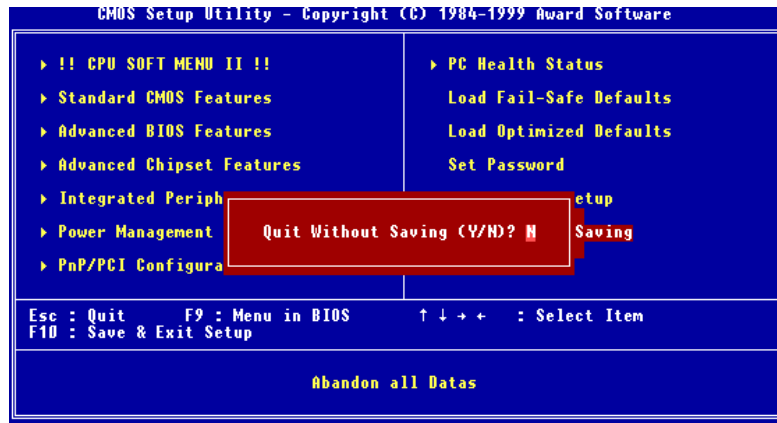 CMOS Setup Utility - Copyright (C) 1984-1999 Award Software
!! CPU SOFT MENU II !!
Standard CMOS Features
Advanced BIOS Features
Advanced Chipset Features
Integrated Periph
Power Management
PnP/PCI Configura
PC Health Status
Load Fail-Safe Defaults
Load Optimized Defaults
Set Password
etup
Saving
Quit Without Saving (Y/N)? N
Esc : Quit F9 : Menu in BIOS ↑ ↓ → ← : Select Item
F10 : Save & Exit Setup
Abandon all Datas